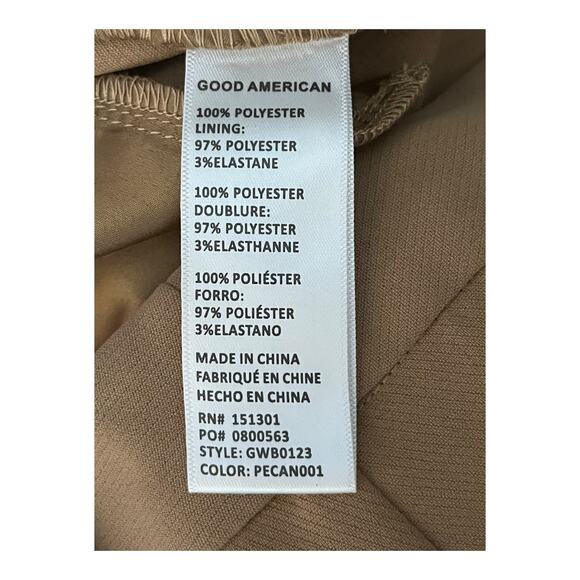 GOOD AMERICAN
100% POLYESTER
LINING:
97% POLYESTER
3%ELASTANE
100% POLYESTER
DOUBLURE:
97% POLYESTER
3%ELASTHANNE
100% POLIÉSTER
FORRO:
97% POLIÉSTER
3%ELASTANO
MADE IN CHINA
FABRIQUÉ EN CHINE
HECHO EN CHINA
RN# 151301
PO# 0800563
STYLE: GWB0123
COLOR: PECAN001